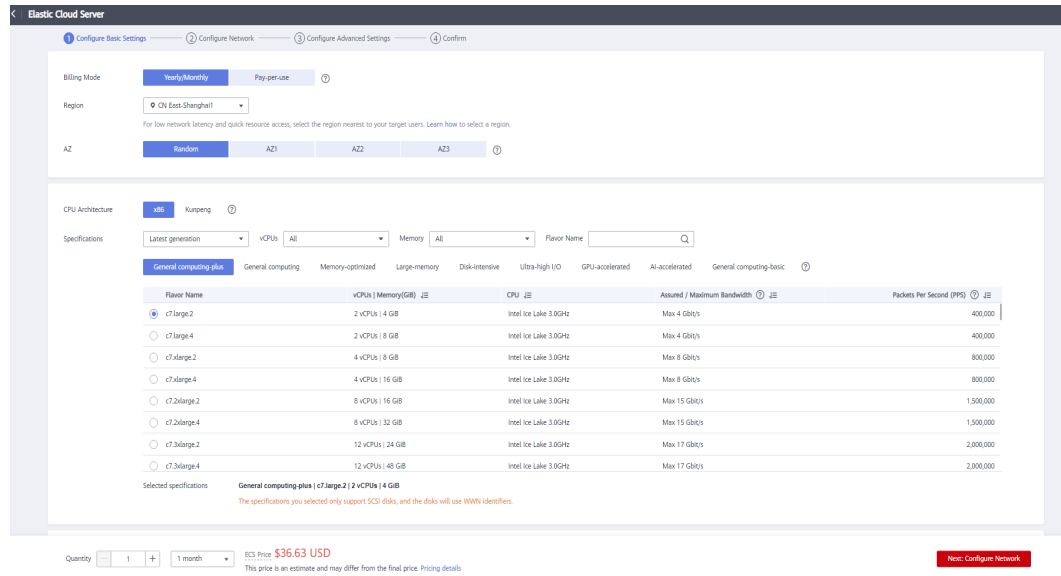 Elastic Cloud Server
1 Configure Basic Settings 2 Configure Network 3 Configure Advanced Settings 4 Confirm
Billing Mode Yearly/Monthly Pay-per-use
Region CN East-Shanghai1
For low network latency and quick resource access, select the region nearest to your target users. Learn how to select a region.
AZ Random AZ1 AZ2 AZ3
CPU Architecture x86 Kunpeng
Specifications Latest generation vCPUs All Memory All Flavor Name
General computing-plus General computing Memory-optimized Large-memory Disk-intensive Ultra-high I/O GPU-accelerated AI-accelerated General computing-basic
Flavor Name vCPUs | Memory(GiB) CPU Assured / Maximum Bandwidth Packets Per Second (PPS)
c7.large.2 2 vCPUs | 4 GiB Intel Ice Lake 3.0GHz Max 4 Gbit/s 400,000
c7.large.4 2 vCPUs | 8 GiB Intel Ice Lake 3.0GHz Max 4 Gbit/s 400,000
c7.xlarge.2 4 vCPUs | 8 GiB Intel Ice Lake 3.0GHz Max 8 Gbit/s 800,000
c7.xlarge.4 4 vCPUs | 16 GiB Intel Ice Lake 3.0GHz Max 8 Gbit/s 800,000
c7.2xlarge.2 8 vCPUs | 16 GiB Intel Ice Lake 3.0GHz Max 15 Gbit/s 1,500,000
c7.2xlarge.4 8 vCPUs | 32 GiB Intel Ice Lake 3.0GHz Max 15 Gbit/s 1,500,000
c7.3xlarge.2 12 vCPUs | 24 GiB Intel Ice Lake 3.0GHz Max 17 Gbit/s 2,000,000
c7.3xlarge.4 12 vCPUs | 48 GiB Intel Ice Lake 3.0GHz Max 17 Gbit/s 2,000,000
Selected specifications General computing-plus | c7.large.2 | 2 vCPUs | 4 GiB
The specifications you selected only support SCSI disks, and the disks will use WWN identifiers.
Quantity 1 1 month ECS Price $36.63 USD Next: Configure Network
This price is an estimate and may differ from the final price. Pricing details